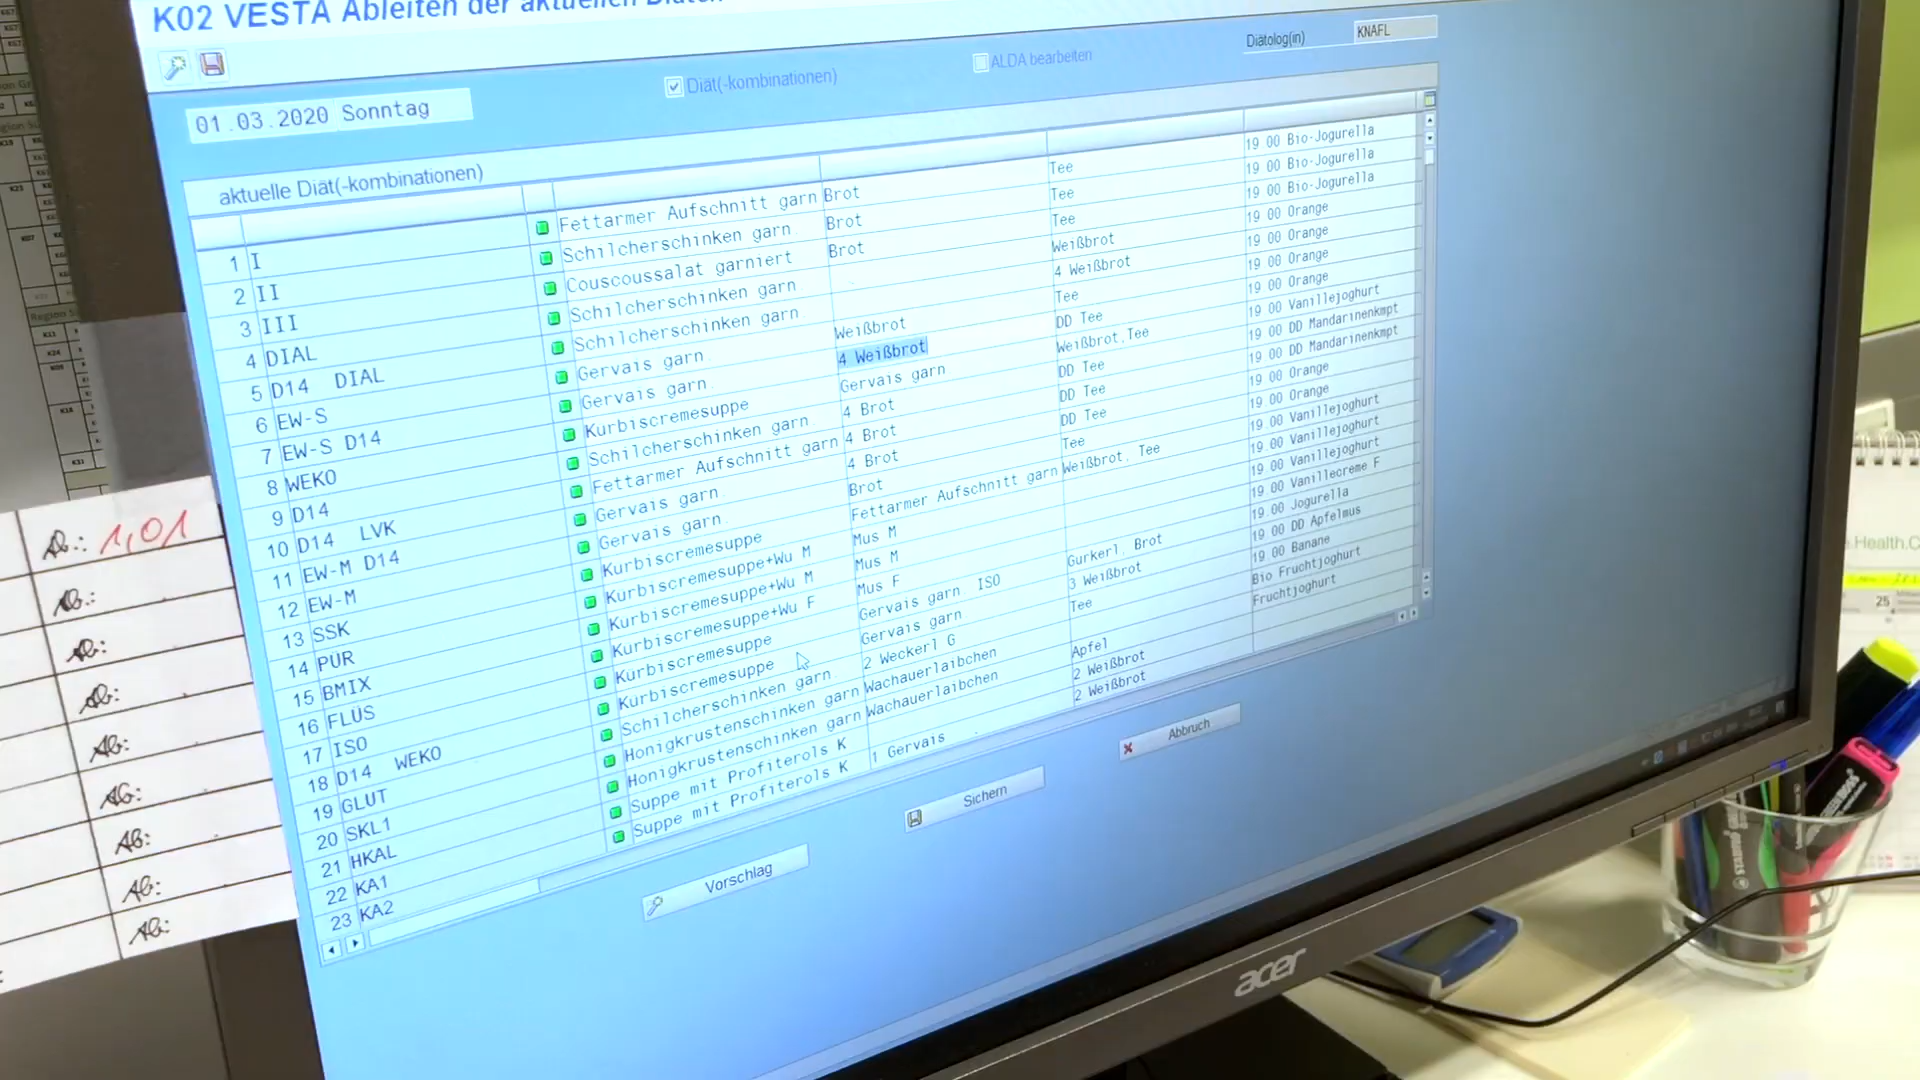 K02 VESTA Ableiten der aktuellen
Diät(-kombinationen) ALDA bearbeiten Diätolog(in) KNAFL
01.03.2020 Sonntag
aktuelle Diät(-kombinationen)
1 I Fettarmer Aufschnitt garn Brot Tee 19 00 Bio-Jogurella
2 II Schilcherschinken garn. Brot Tee 19 00 Bio-Jogurella
3 III Couscoussalat garniert Brot Tee 19 00 Bio-Jogurella
4 DIAL Schilcherschinken garn. Weißbrot 19 00 Orange
5 D14 DIAL Schilcherschinken garn. 4 Weißbrot 19 00 Orange
6 EW-S Gervais garn. Weißbrot Tee 19 00 Orange
7 EW-S D14 Gervais garn. 4 Weißbrot DD Tee 19 00 Orange
8 WEKO Kürbiscremesuppe Gervais garn Weißbrot,Tee 19 00 Vanillejoghurt
9 D14 Schilcherschinken garn 4 Brot DD Tee 19 00 DD Mandarinenkmpt
10 D14 LVK Fettarmer Aufschnitt garn 4 Brot DD Tee 19 00 DD Mandarinenkmpt
11 EW-M D14 Gervais garn. 4 Brot DD Tee 19 00 Orange
12 EW-M Gervais garn. Brot Tee 19 00 Orange
13 SSK Kürbiscremesuppe Fettarmer Aufschnitt garn Weißbrot, Tee 19 00 Vanillejoghurt
14 PÜR Kürbiscremesuppe+Wu M Mus M 19 00 Vanillejoghurt
15 BMIX Kürbiscremesuppe+Wu M Mus M 19 00 Vanillejoghurt
16 FLÜS Kürbiscremesuppe+Wu F Mus F 19 00 Vanillecreme F
17 ISO Kürbiscremesuppe Gervais garn. ISO Gurkerl, Brot 19 00 Jogurella
18 D14 WEKO Kürbiscremesuppe Gervais garn 3 Weißbrot 19 00 DD Apfelmus
19 GLUT Schilcherschinken garn. 2 Weckerl G Tee 19 00 Banane
20 SKL1 Honigkrustenschinken garn Wachauerlaibchen Apfel Bio Fruchtjoghurt
21 HKAL Honigkrustenschinken garn Wachauerlaibchen 2 Weißbrot Fruchtjoghurt
22 KA1 Suppe mit Profiterols K 2 Weißbrot
23 KA2 Suppe mit Profiterols K 1 Gervais
Vorschlag Sichern Abbruch
acer
Ab.: 1,01
Ab.:
Ab.:
Ab:
Ab:
Ab:
Ab:
Ab:
Ab:
.Health.C
25
STABILO